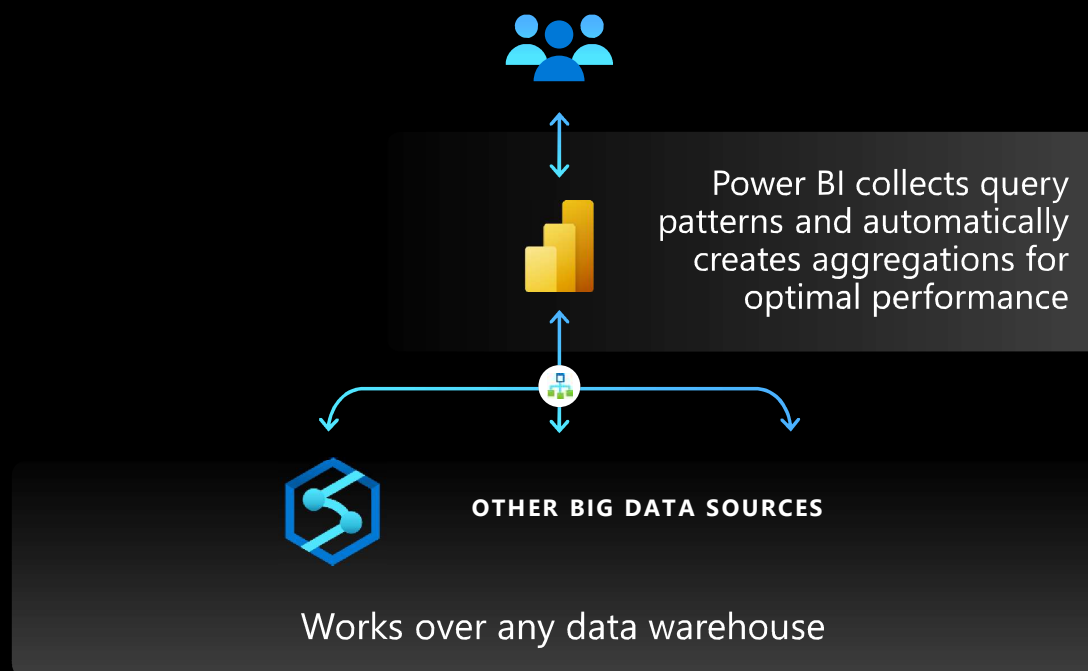 Power BI collects query
patterns and automatically
creates aggregations for
optimal performance
OTHER BIG DATA SOURCES
Works over any data warehouse